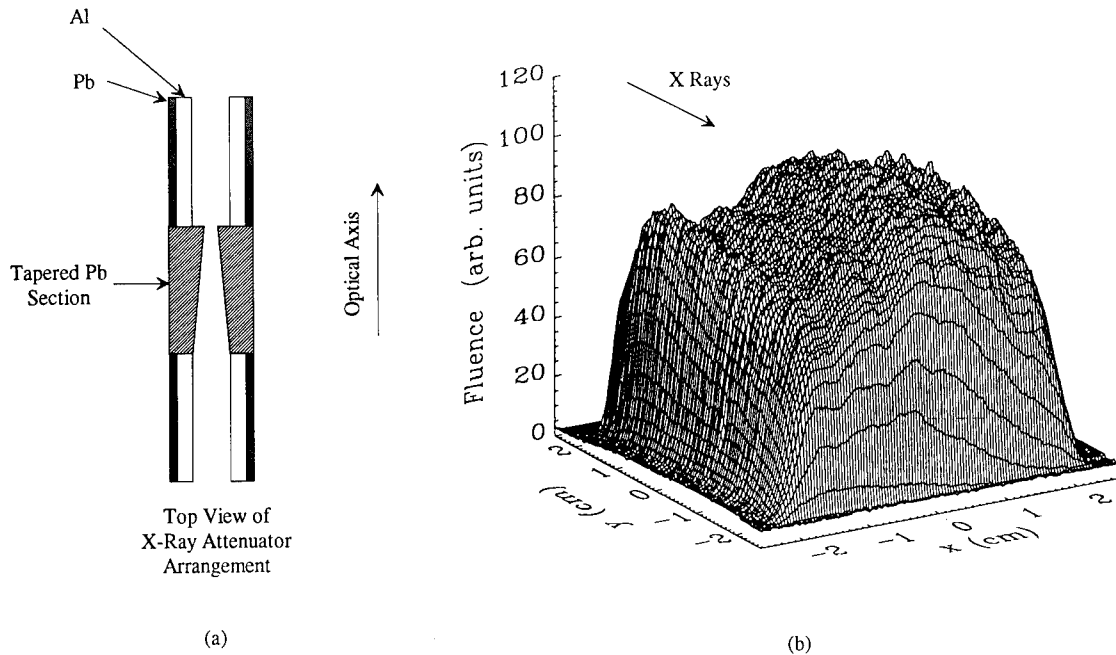 Al
Pb
Tapered Pb
Section
Optical Axis
Top View of
X-Ray Attenuator
Arrangement
(a)
X Rays
Fluence (arb. units)
120
100
80
60
40
20
0
2
1
0
-1
-2
y (cm)
-2
-1
0
1
2
x (cm)
(b)